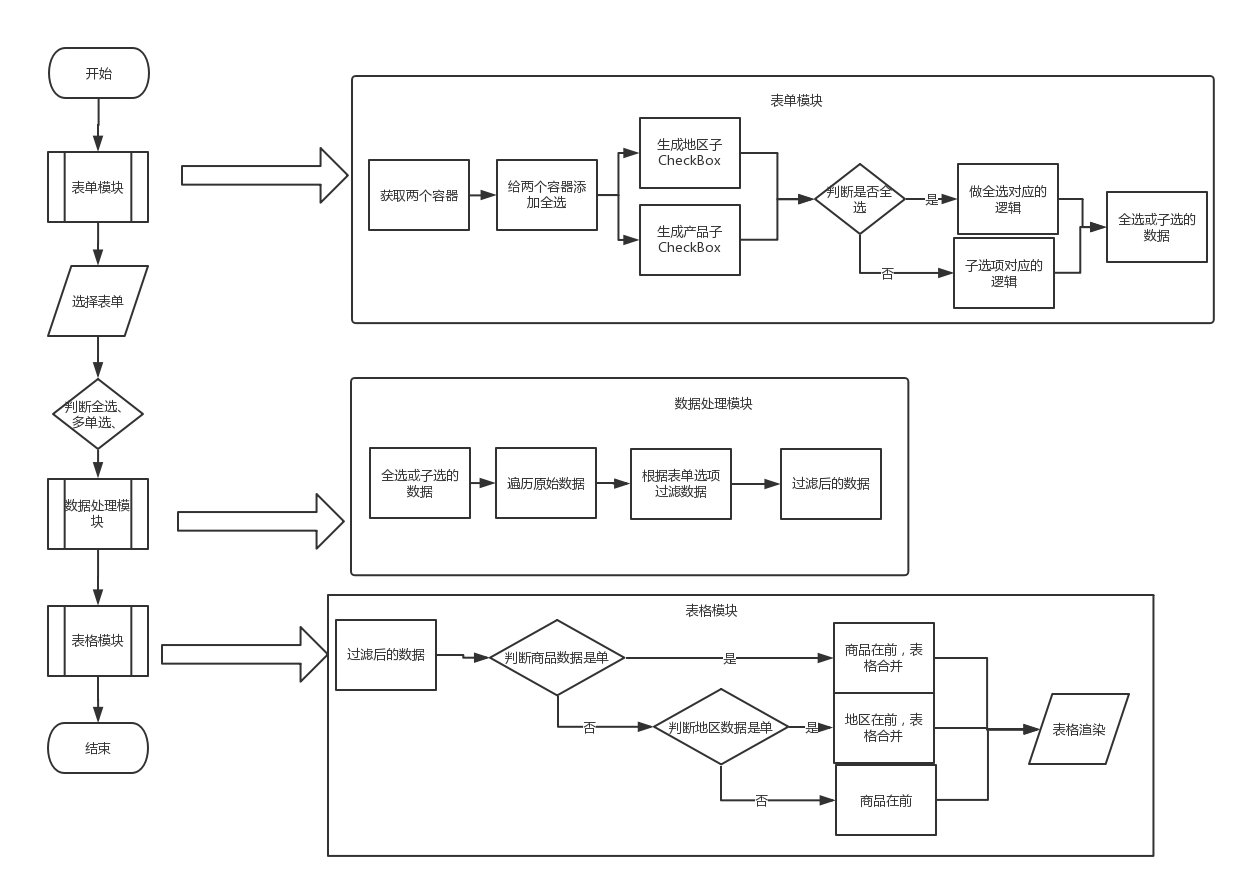 开始
表单模块
选择表单
判断全选、
多单选、
数据处理模
块
表格模块
结束
表单模块
获取两个容器
给两个容器添
加全选
生成地区子
CheckBox
生成产品子
CheckBox
判断是否全
选
是
否
做全选对应的
逻辑
子选项对应的
逻辑
全选或子选的
数据
数据处理模块
全选或子选的
数据
遍历原始数据
根据表单选项
过滤数据
过滤后的数据
表格模块
过滤后的数据
判断商品数据是单
是
否
判断地区数据是单
是
否
商品在前，表
格合并
地区在前，表
格合并
商品在前
表格渲染